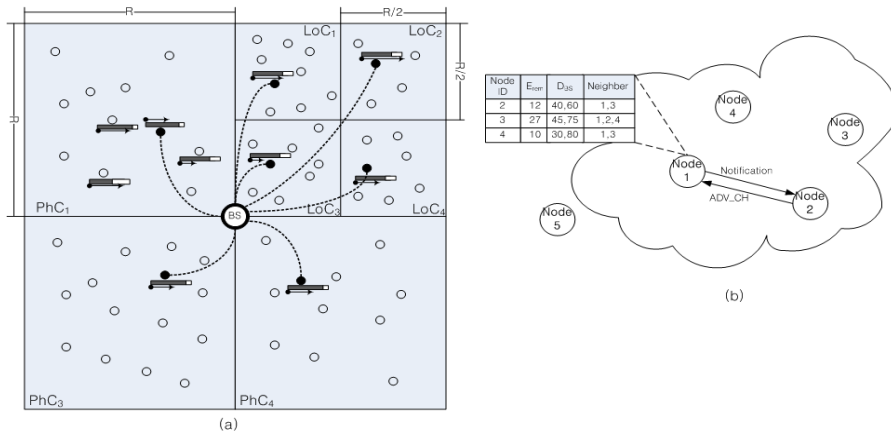 R
R/2
LoC1
LoC2
R/2
R
PhC1
LoC3
LoC4
BS
PhC3
PhC4
(a)
Node ID Erem DBS Neighber
2 12 40,60 1,3
3 27 45,75 1,2,4
4 10 30,80 1,3
Node 4
Node 3
Node 1
Notification
ADV_CH
Node 2
Node 5
(b)